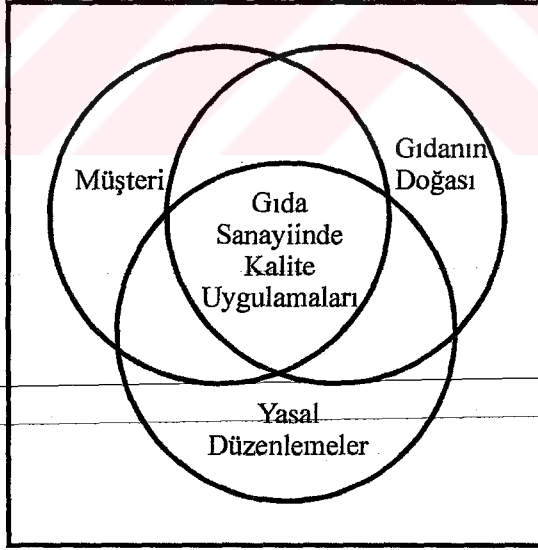 Müşteri
Gıdanın
Doğası
Gıda
Sanayiinde
Kalite
Uygulamaları
Yasal
Düzenlemeler